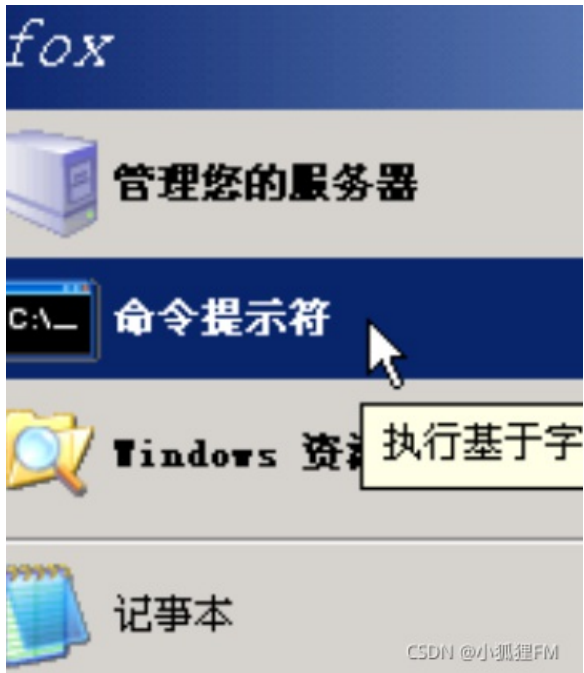 fox
管理您的服务器
C:\_
命令提示符
Windows 资
执行基于字
记事本
CSDN @小狐狸FM